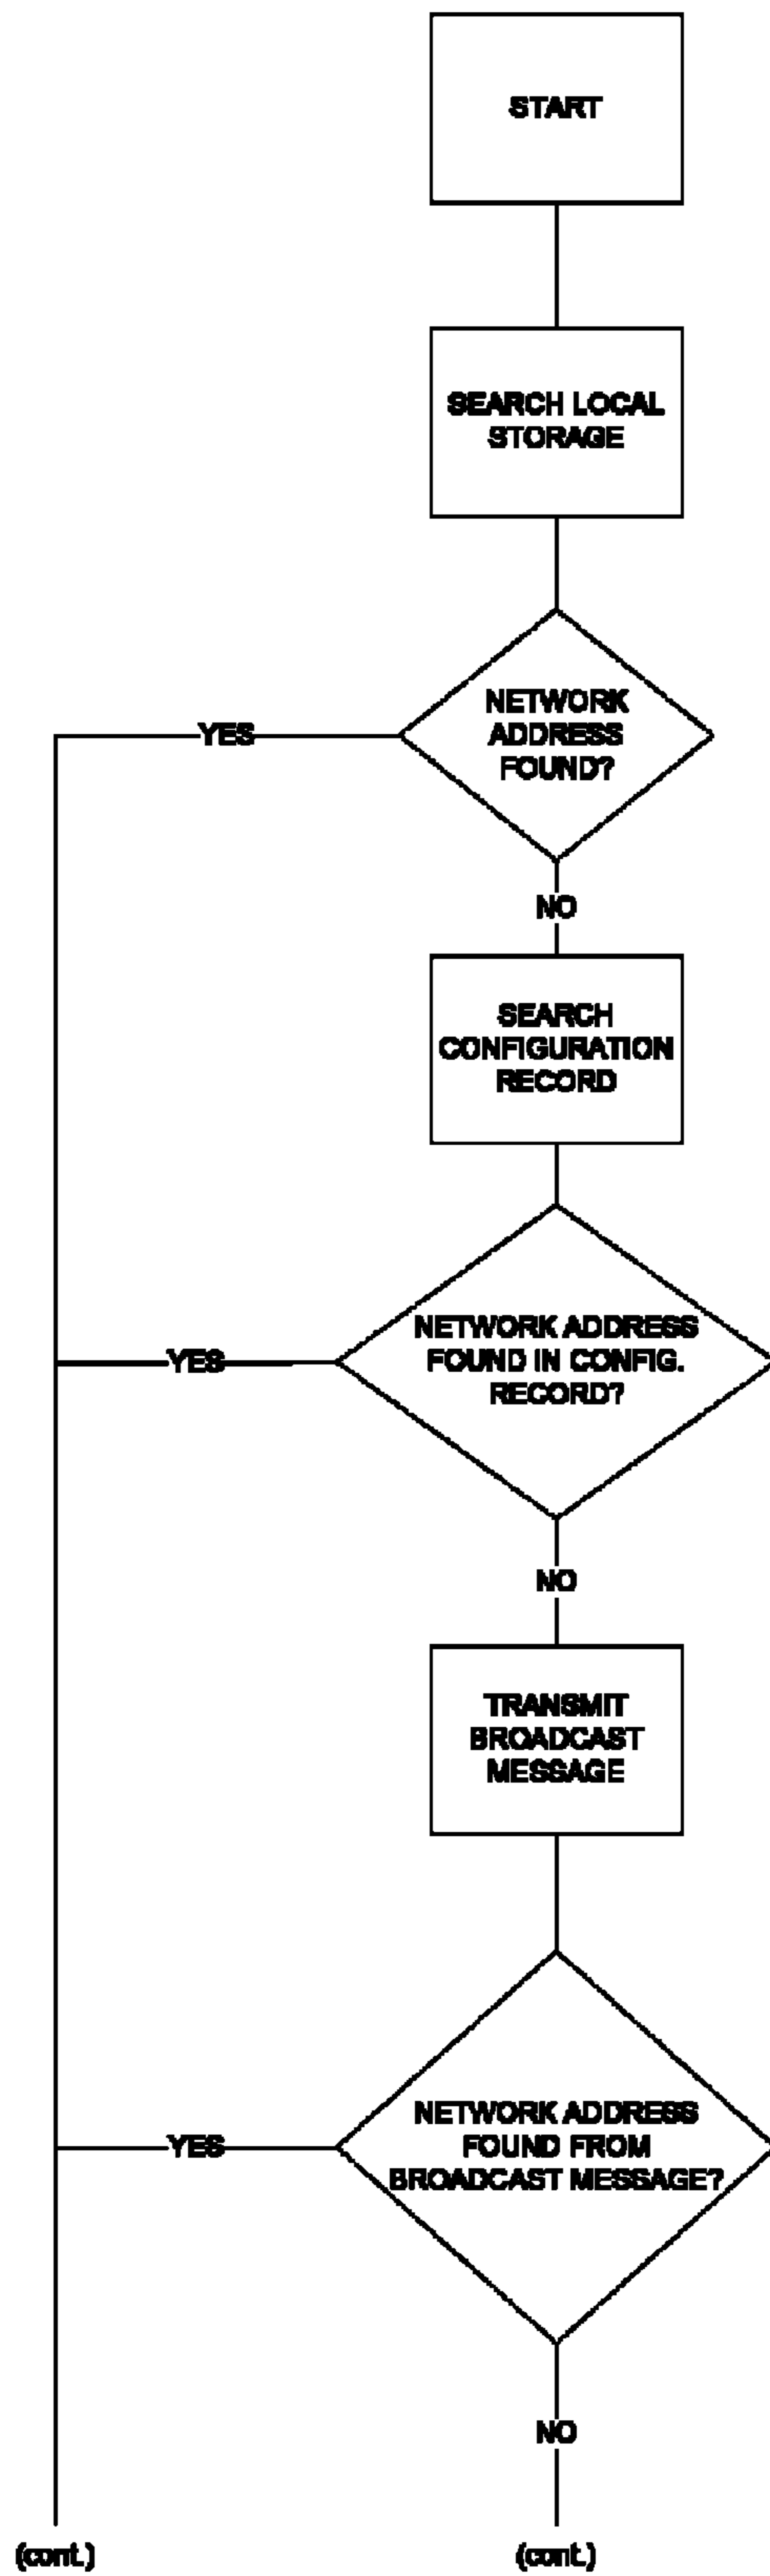 START
SEARCH LOCAL
STORAGE
NETWORK
ADDRESS
FOUND?
YES
NO
SEARCH
CONFIGURATION
RECORD
NETWORK ADDRESS
FOUND IN CONFIG.
RECORD?
YES
NO
TRANSMIT
BROADCAST
MESSAGE
NETWORK ADDRESS
FOUND FROM
BROADCAST MESSAGE?
YES
NO
(cont.)
(cont.)